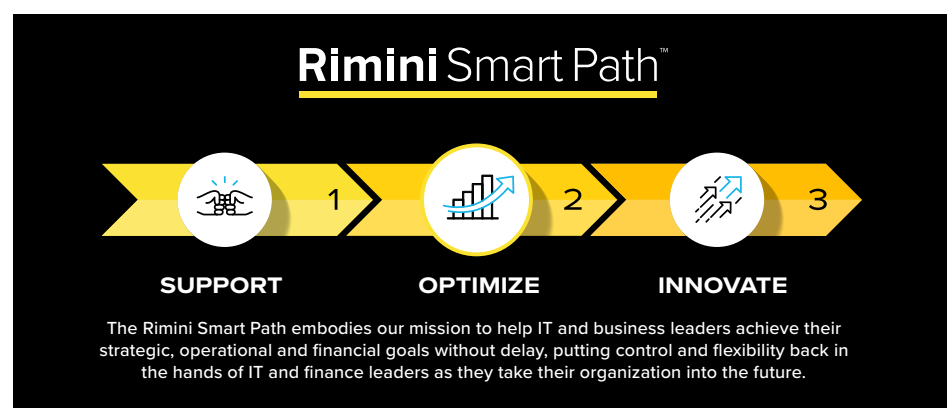 Rimini Smart Path™
1
2
3
SUPPORT
OPTIMIZE
INNOVATE
The Rimini Smart Path embodies our mission to help IT and business leaders achieve their
strategic, operational and financial goals without delay, putting control and flexibility back in
the hands of IT and finance leaders as they take their organization into the future.